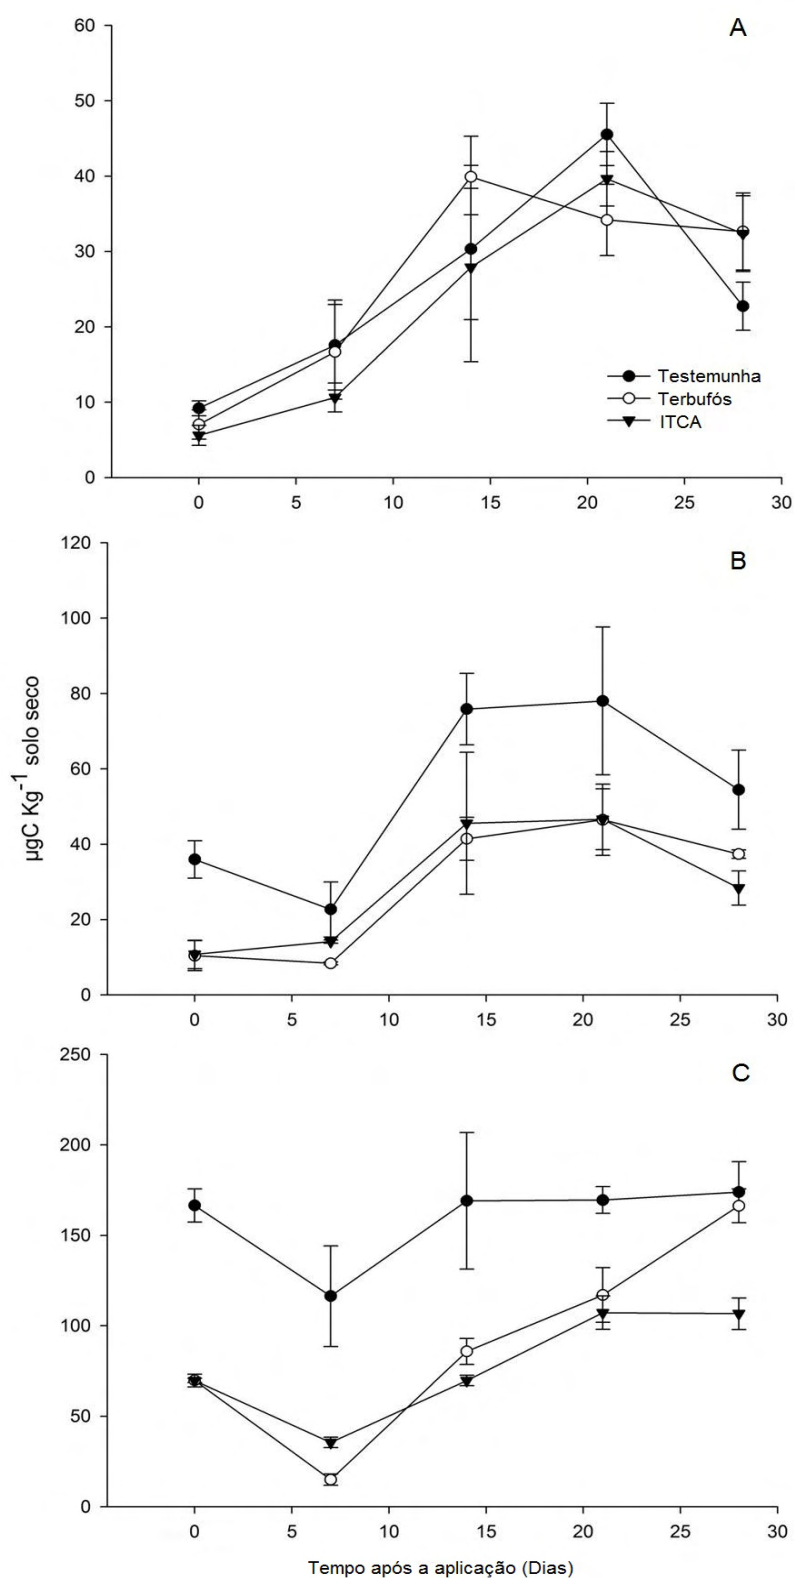 A
60
50
40
30
20
10
0
Testemunha
Terbufós
ITCA
0 5 10 15 20 25 30
B
120
100
80
60
40
20
0
µgC Kg⁻¹ solo seco
0 5 10 15 20 25 30
C
250
200
150
100
50
0
0 5 10 15 20 25 30
Tempo após a aplicação (Dias)